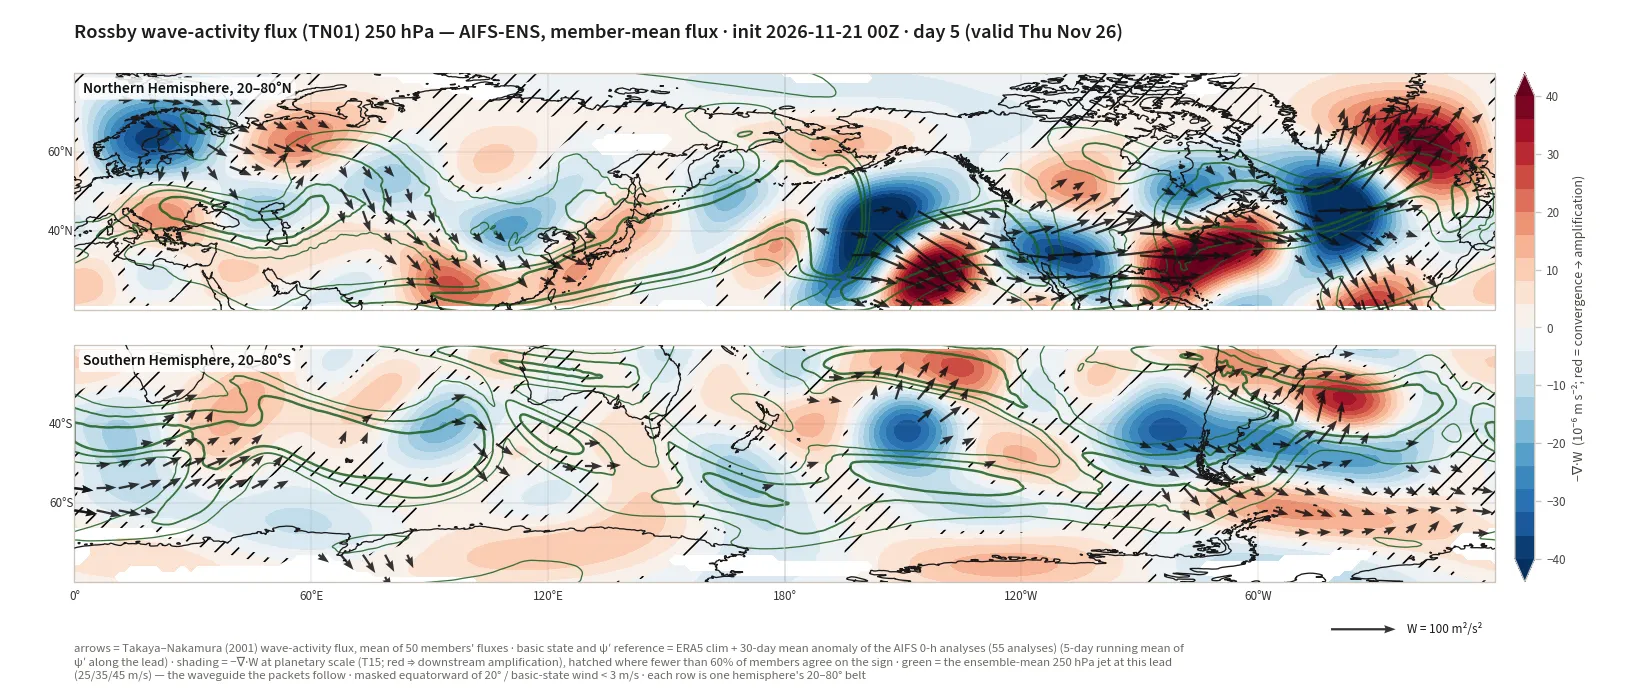 Rossby wave-activity flux (TN01) 250 hPa — AIFS-ENS, member-mean flux · init 2026-11-21 00Z · day 5 (valid Thu Nov 26)
Northern Hemisphere, 20–80°N
60°N
40°N
Southern Hemisphere, 20–80°S
40°S
60°S
0°
60°E
120°E
180°
120°W
60°W
40
30
20
10
0
−10
−20
−30
−40
−∇·W (10⁻⁶ m s⁻²; red = convergence → amplification)
W = 100 m²/s²
arrows = Takaya–Nakamura (2001) wave-activity flux, mean of 50 members' fluxes · basic state and ψ' reference = ERA5 clim + 30-day mean anomaly of the AIFS 0-h analyses (55 analyses) (5-day running mean of
ψ' along the lead) · shading = −∇·W at planetary scale (T15; red ⇒ downstream amplification), hatched where fewer than 60% of members agree on the sign · green = the ensemble-mean 250 hPa jet at this lead
(25/35/45 m/s) — the waveguide the packets follow · masked equatorward of 20° / basic-state wind < 3 m/s · each row is one hemisphere's 20–80° belt